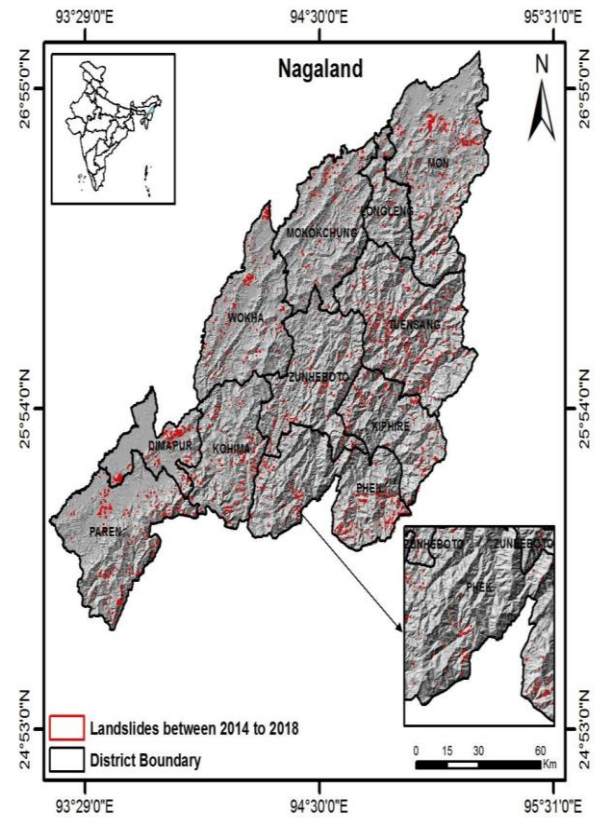 93°29'0"E 94°30'0"E 95°31'0"E
Nagaland
N
26°55'0"N 26°55'0"N
MON
LONGLENG
MOKOKCHUNG
WOKHA
TUENSANG
ZUNHEBOTO
25°54'0"N 25°54'0"N
KIPHIRE
DIMAPUR KOHIMA
PHEK
PAREN
ZUNHEBOTO ZUNHEBOTO
PHEK
24°53'0"N 24°53'0"N
Landslides between 2014 to 2018
District Boundary
0 15 30 60
Km
93°29'0"E 94°30'0"E 95°31'0"E